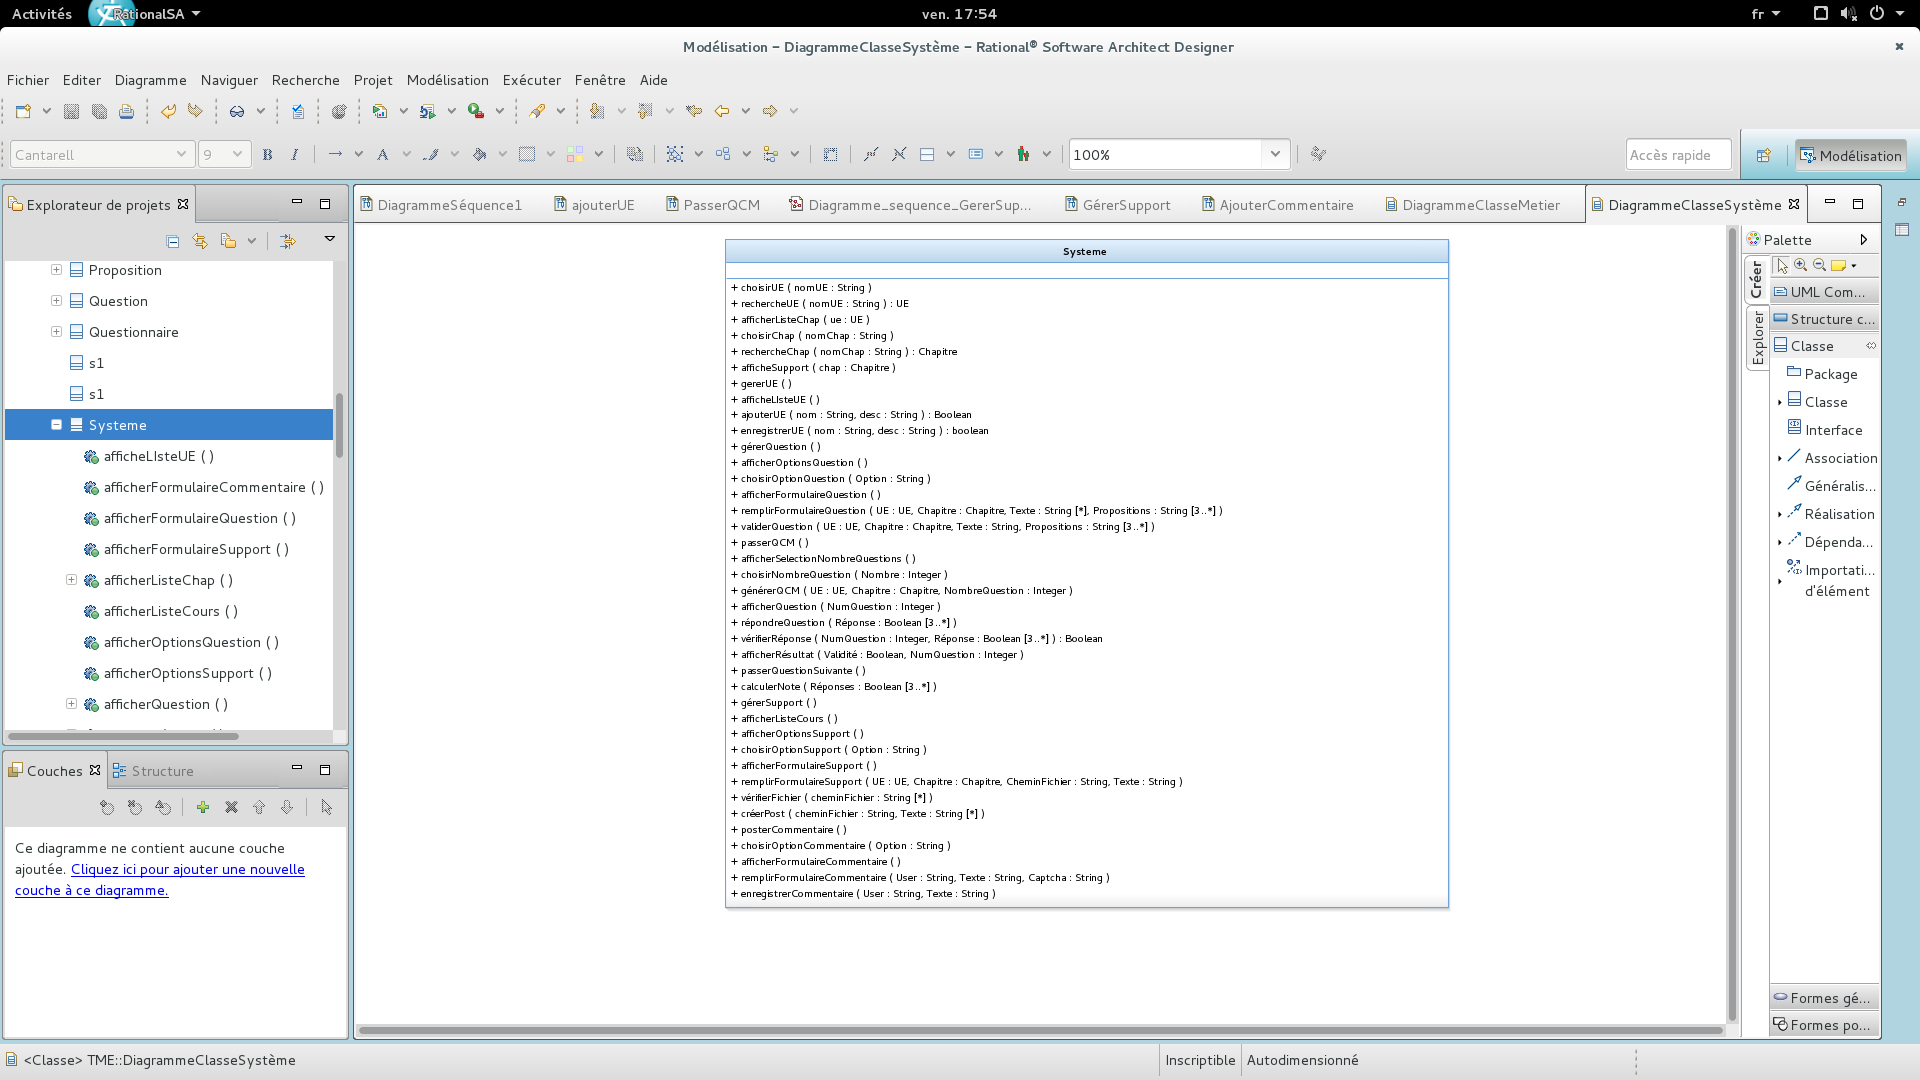 Activités
RationalSA
ven. 17:54
fr
Modélisation – DiagrammeClasseSystème – Rational® Software Architect Designer
Fichier Editer Diagramme Naviguer Recherche Projet Modélisation Exécuter Fenêtre Aide
Cantarell
9
100%
Accès rapide
Modélisation
Explorateur de projets
Proposition
Question
Questionnaire
s1
s1
Systeme
afficheLIsteUE ( )
afficherFormulaireCommentaire ( )
afficherFormulaireQuestion ( )
afficherFormulaireSupport ( )
afficherListeChap ( )
afficherListeCours ( )
afficherOptionsQuestion ( )
afficherOptionsSupport ( )
afficherQuestion ( )
Couches
Structure
Ce diagramme ne contient aucune couche
ajoutée. Cliquez ici pour ajouter une nouvelle
couche à ce diagramme.
DiagrammeSéquence1
ajouterUE
PasserQCM
Diagramme_sequence_GererSup...
GérerSupport
AjouterCommentaire
DiagrammeClasseMetier
DiagrammeClasseSystème
Systeme
+ choisirUE ( nomUE : String )
+ rechercheUE ( nomUE : String ) : UE
+ afficherListeChap ( ue : UE )
+ choisirChap ( nomChap : String )
+ rechercheChap ( nomChap : String ) : Chapitre
+ afficheSupport ( chap : Chapitre )
+ gererUE ( )
+ afficheLIsteUE ( )
+ ajouterUE ( nom : String, desc : String ) : Boolean
+ enregistrerUE ( nom : String, desc : String ) : boolean
+ gérerQuestion ( )
+ afficherOptionsQuestion ( )
+ choisirOptionQuestion ( Option : String )
+ afficherFormulaireQuestion ( )
+ remplirFormulaireQuestion ( UE : UE, Chapitre : Chapitre, Texte : String [*], Propositions : String [3..*] )
+ validerQuestion ( UE : UE, Chapitre : Chapitre, Texte : String, Propositions : String [3..*] )
+ passerQCM ( )
+ afficherSelectionNombreQuestions ( )
+ choisirNombreQuestion ( Nombre : Integer )
+ générerQCM ( UE : UE, Chapitre : Chapitre, NombreQuestion : Integer )
+ afficherQuestion ( NumQuestion : Integer )
+ répondreQuestion ( Réponse : Boolean [3..*] )
+ vérifierRéponse ( NumQuestion : Integer, Réponse : Boolean [3..*] ) : Boolean
+ afficherRésultat ( Validité : Boolean, NumQuestion : Integer )
+ passerQuestionSuivante ( )
+ calculerNote ( Réponses : Boolean [3..*] )
+ gérerSupport ( )
+ afficherListeCours ( )
+ afficherOptionsSupport ( )
+ choisirOptionSupport ( Option : String )
+ afficherFormulaireSupport ( )
+ remplirFormulaireSupport ( UE : UE, Chapitre : Chapitre, CheminFichier : String, Texte : String )
+ vérifierFichier ( cheminFichier : String [*] )
+ créerPost ( cheminFichier : String, Texte : String [*] )
+ posterCommentaire ( )
+ choisirOptionCommentaire ( Option : String )
+ afficherFormulaireCommentaire ( )
+ remplirFormulaireCommentaire ( User : String, Texte : String, Captcha : String )
+ enregistrerCommentaire ( User : String, Texte : String )
Palette
Créer
Explorer
UML Com...
Structure c...
Classe
Package
Classe
Interface
Association
Généralis...
Réalisation
Dépenda...
Importati...
d'élément
Formes gé...
Formes po...
<Classe> TME::DiagrammeClasseSystème
Inscriptible
Autodimensionné